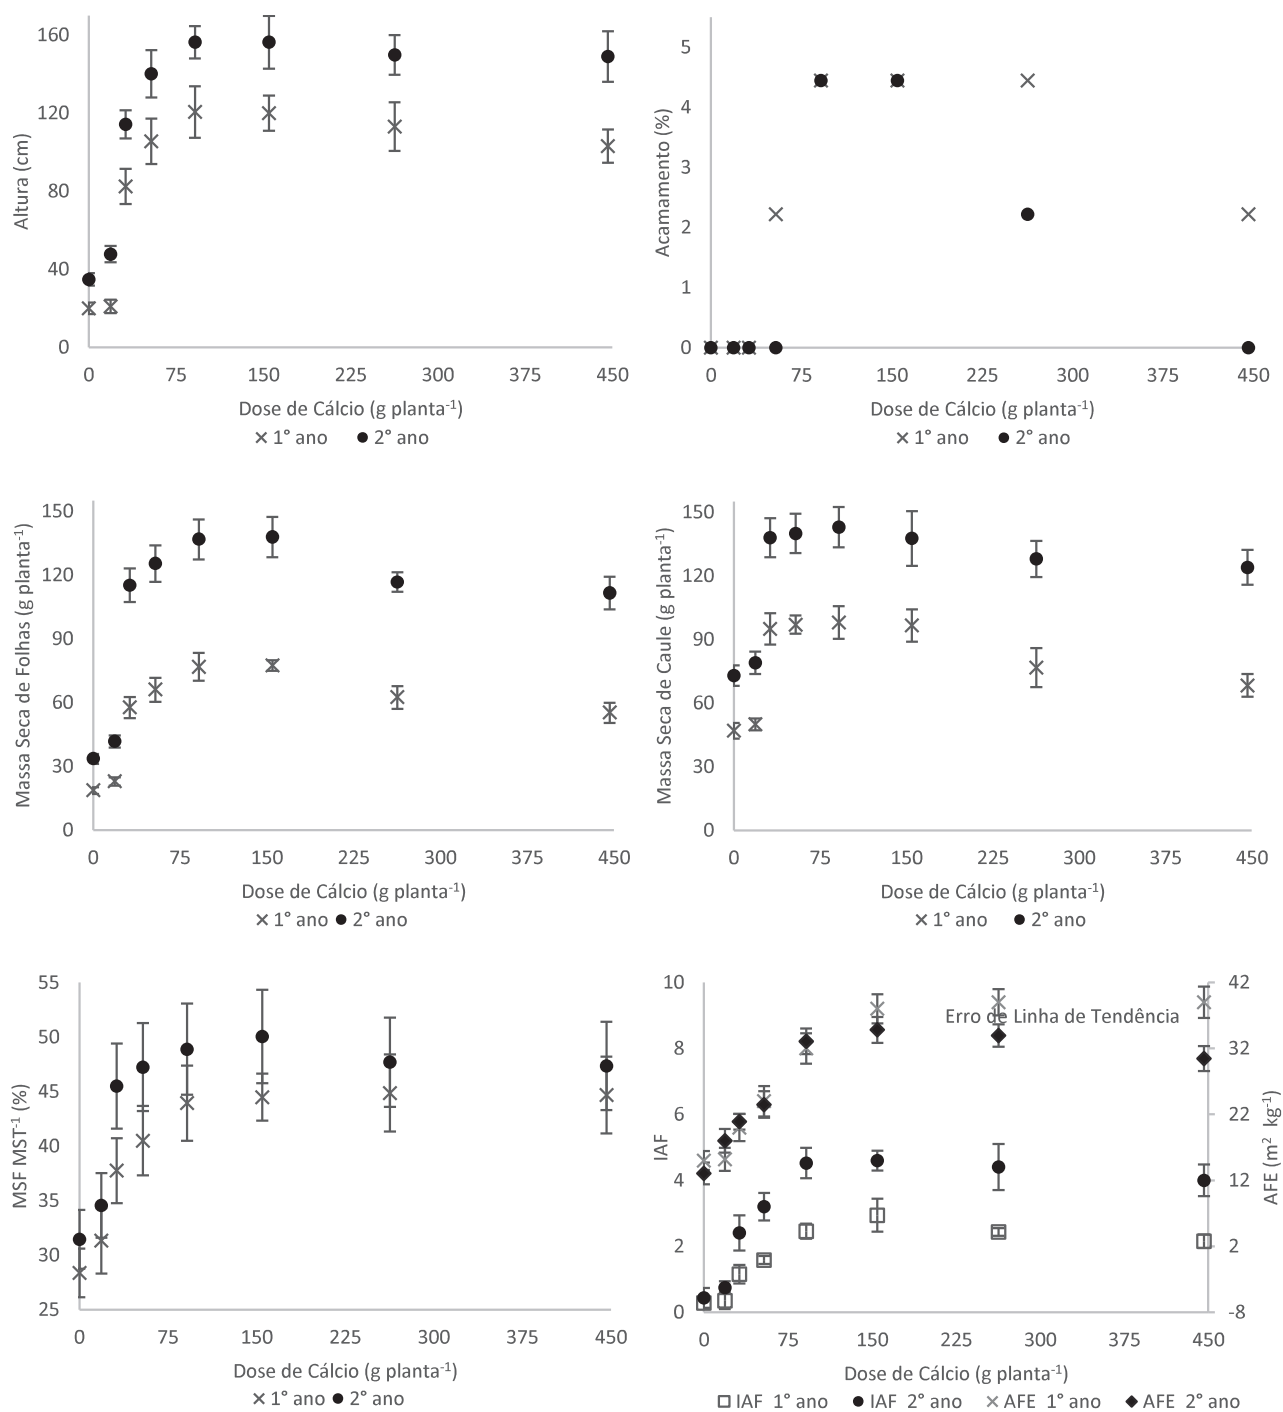 Altura (cm)
160
120
80
40
0
0 75 150 225 300 375 450
Dose de Cálcio (g planta⁻¹)
1° ano 2° ano
Acamamento (%)
5
4
3
2
1
0
0 75 150 225 300 375 450
Dose de Cálcio (g planta⁻¹)
1° ano 2° ano
Massa Seca de Folhas (g planta⁻¹)
150
120
90
60
30
0
0 75 150 225 300 375 450
Dose de Cálcio (g planta⁻¹)
1° ano 2° ano
Massa Seca de Caule (g planta⁻¹)
150
120
90
60
30
0
0 75 150 225 300 375 450
Dose de Cálcio (g planta⁻¹)
1° ano 2° ano
MSF MST⁻¹ (%)
55
50
45
40
35
30
25
0 75 150 225 300 375 450
Dose de Cálcio (g planta⁻¹)
1° ano 2° ano
IAF
10
8
6
4
2
0
Erro de Linha de Tendência
42
32
22
12
2
-8
AFE (m² kg⁻¹)
0 75 150 225 300 375 450
Dose de Cálcio (g planta⁻¹)
IAF 1° ano IAF 2° ano AFE 1° ano AFE 2° ano